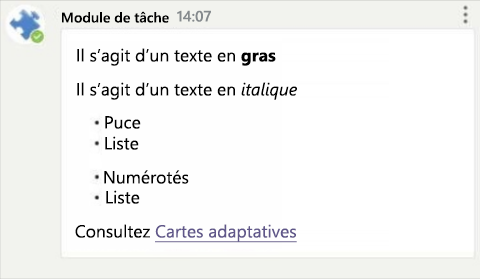 Module de tâche 14:07
Il s’agit d’un texte en gras
Il s’agit d’un texte en italique
• Puce
• Liste
• Numérotés
• Liste
Consultez Cartes adaptatives